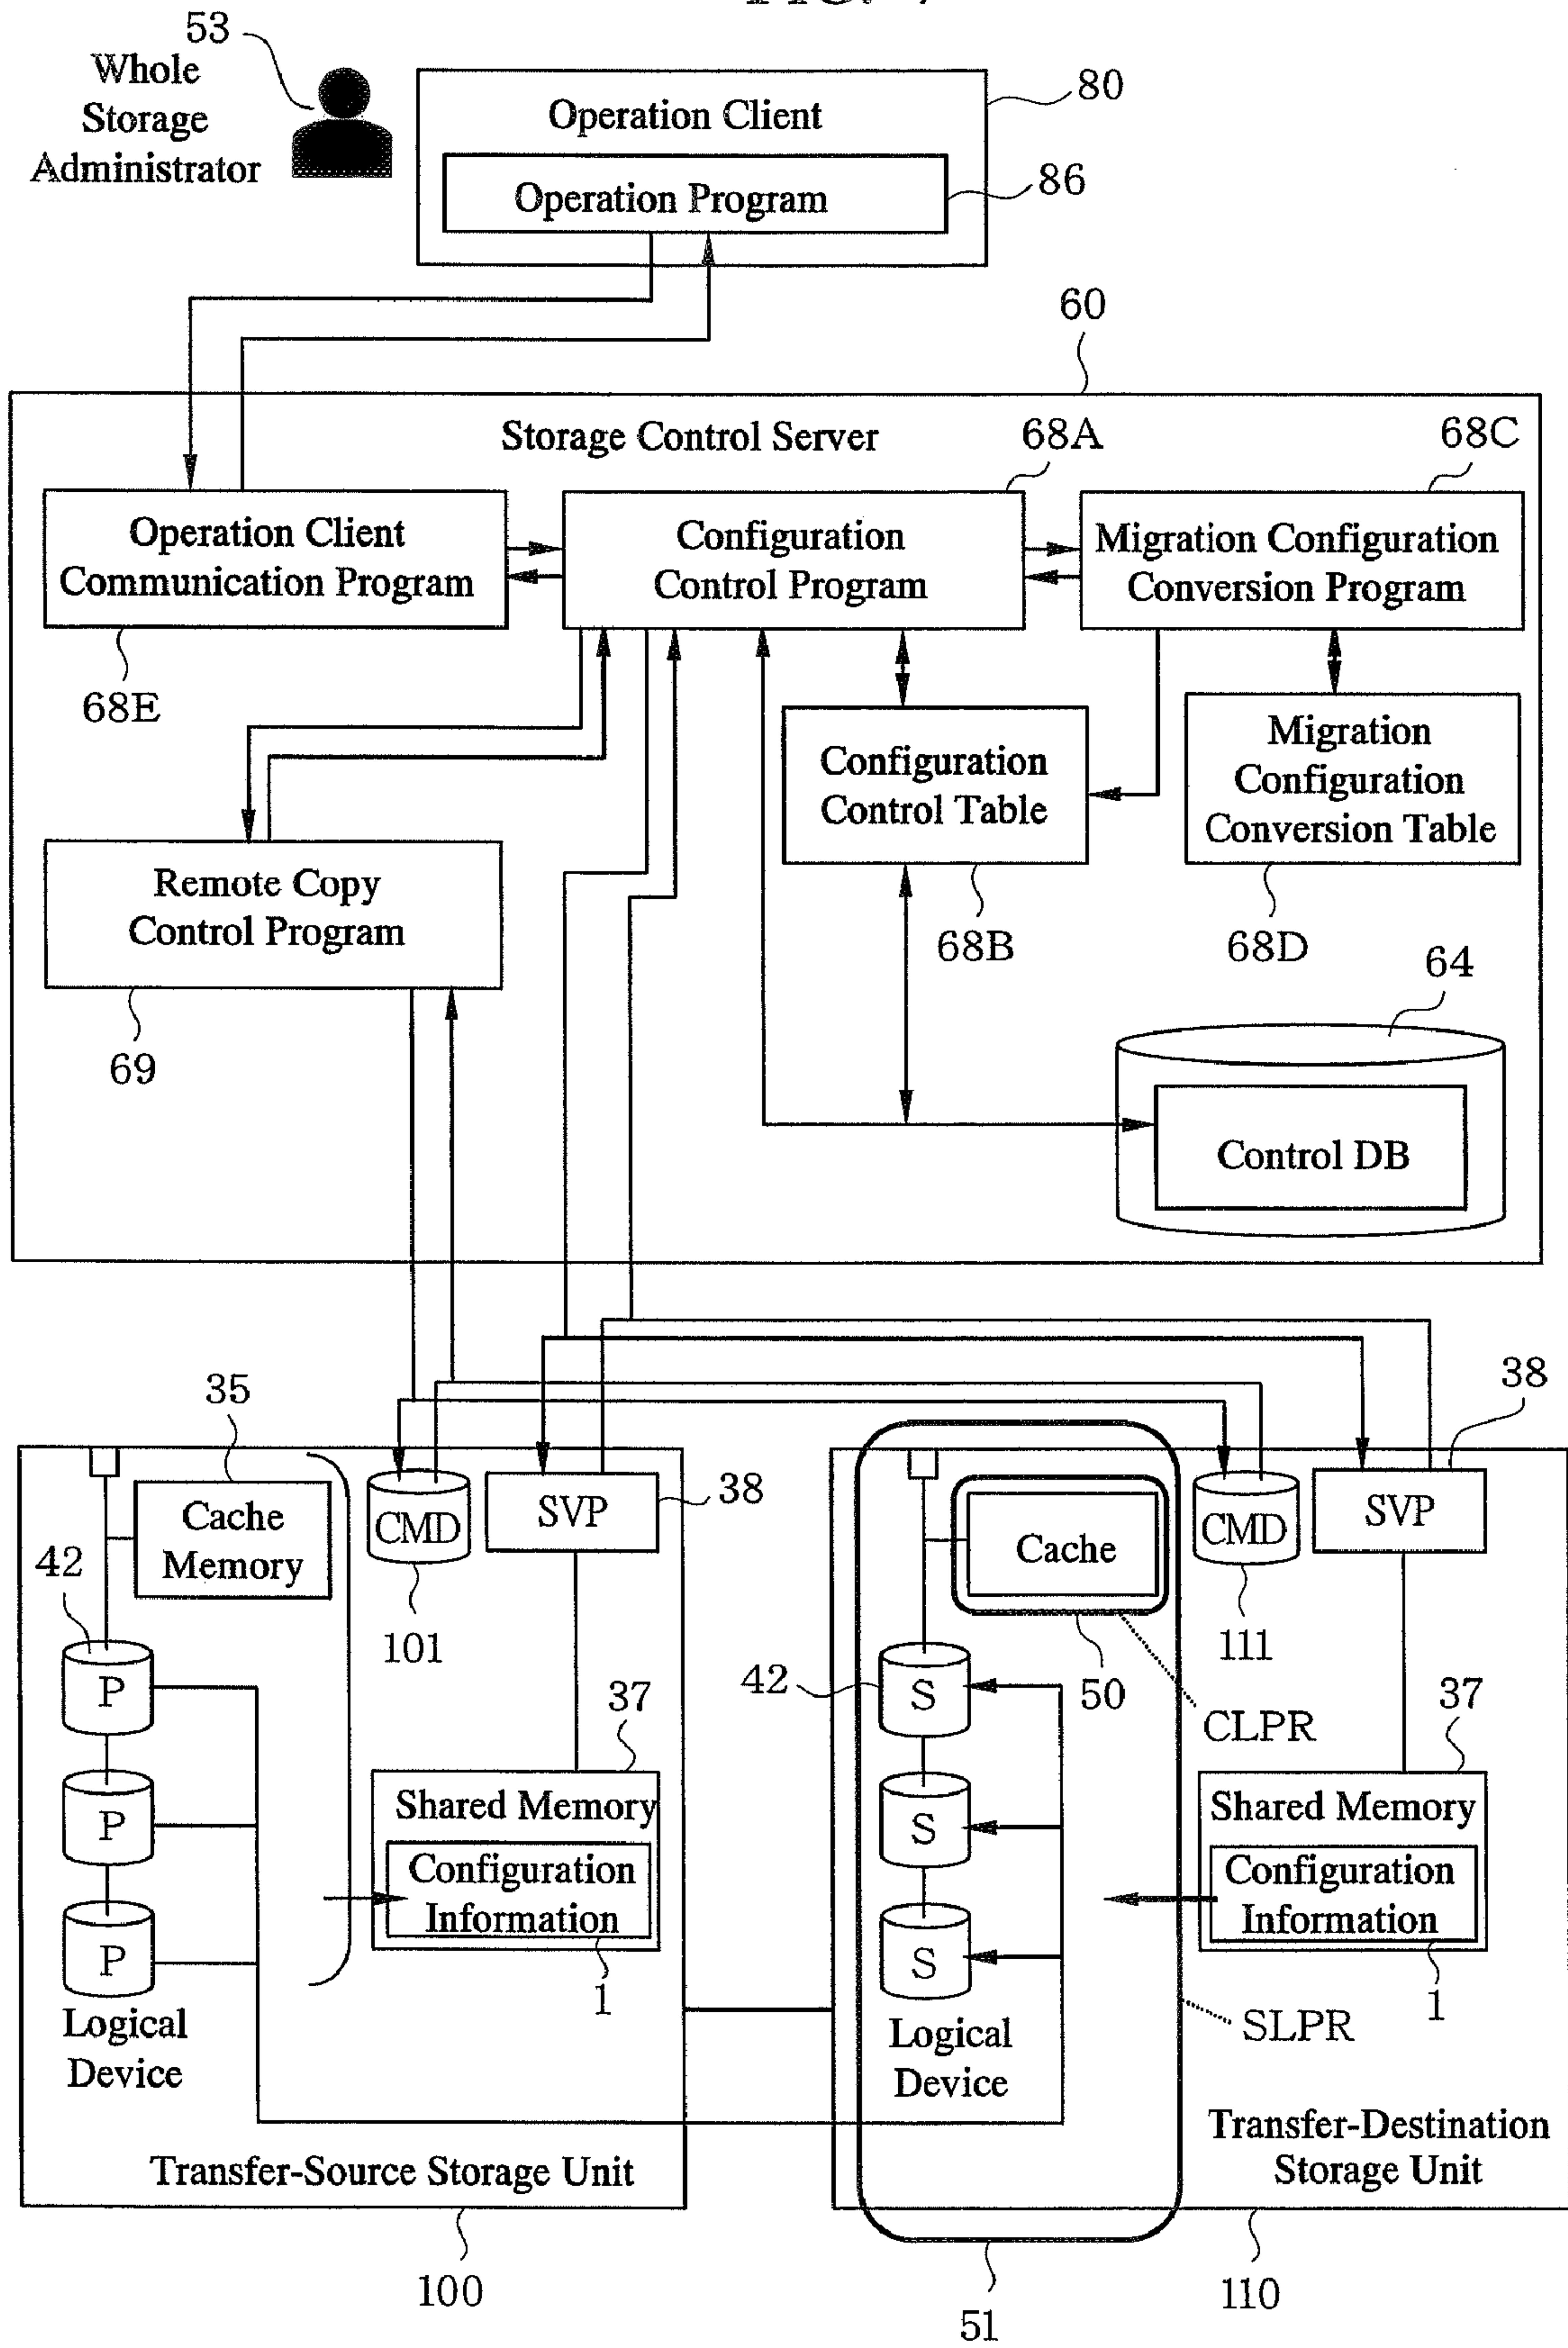 53
Whole
Storage
Administrator
Operation Client
80
Operation Program
86
60
Storage Control Server
68A
68C
Operation Client
Communication Program
Configuration
Control Program
Migration Configuration
Conversion Program
68E
Configuration
Control Table
Migration
Configuration
Conversion Table
Remote Copy
Control Program
68B
68D
64
69
Control DB
35
38
Cache
Memory
CMD
SVP
38
Cache
CMD
SVP
42
101
50
111
CLPR
P
42
S
37
37
P
Shared Memory
S
Shared Memory
Configuration
Information
Configuration
Information
P
S
1
1
Logical
Device
Logical
Device
SLPR
Transfer-Source Storage Unit
Transfer-Destination
Storage Unit
100
51
110